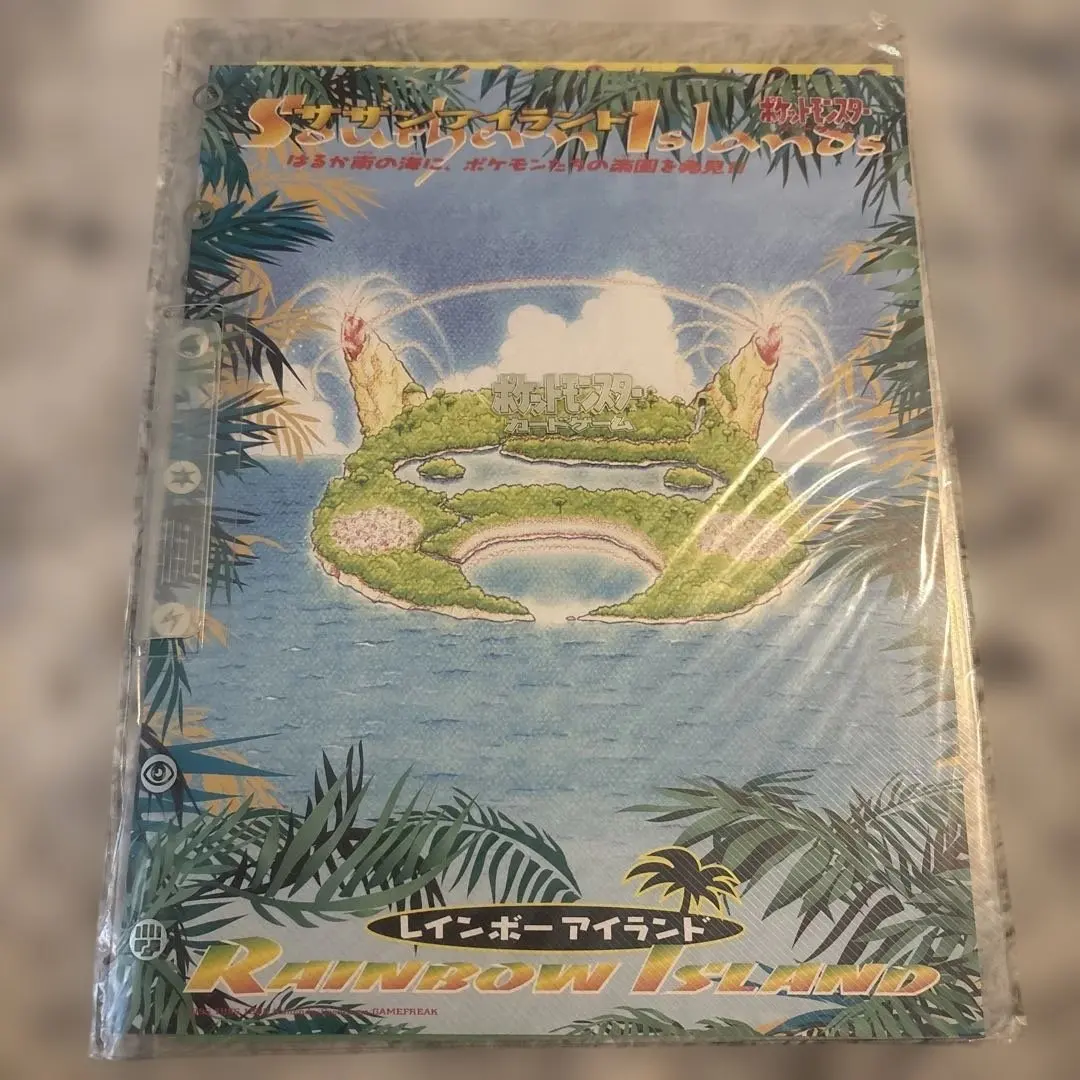 サザンアイランド
Southern Islands
ポケットモンスター
はるか南の海に、ポケモンたちの楽園を発見!!
ポケットモンスター
カードゲーム
レインボーアイランド
RAINBOW ISLAND
GAMEFREAK